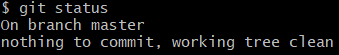 $ git status
On branch master
nothing to commit, working tree clean